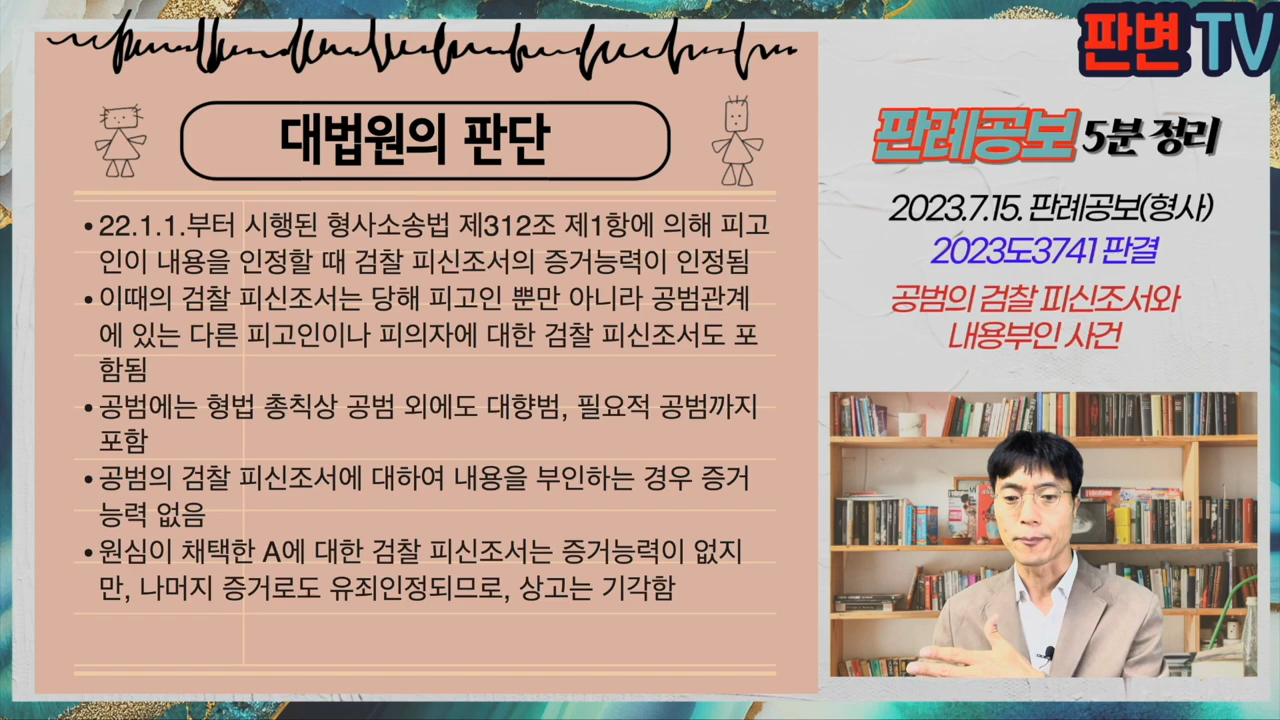 판변 TV
대법원의 판단
• 22.1.1.부터 시행된 형사소송법 제312조 제1항에 의해 피고
인이 내용을 인정할 때 검찰 피신조서의 증거능력이 인정됨
• 이때의 검찰 피신조서는 당해 피고인 뿐만 아니라 공범관계
에 있는 다른 피고인이나 피의자에 대한 검찰 피신조서도 포
함됨
• 공범에는 형법 총칙상 공범 외에도 대향범, 필요적 공범까지
포함
• 공범의 검찰 피신조서에 대하여 내용을 부인하는 경우 증거
능력 없음
• 원심이 채택한 A에 대한 검찰 피신조서는 증거능력이 없지
만, 나머지 증거로도 유죄인정되므로, 상고는 기각함
판례공보 5분 정리
2023.7.15. 판례공보(형사)
2023도3741 판결
공범의 검찰 피신조서와
내용부인 사건